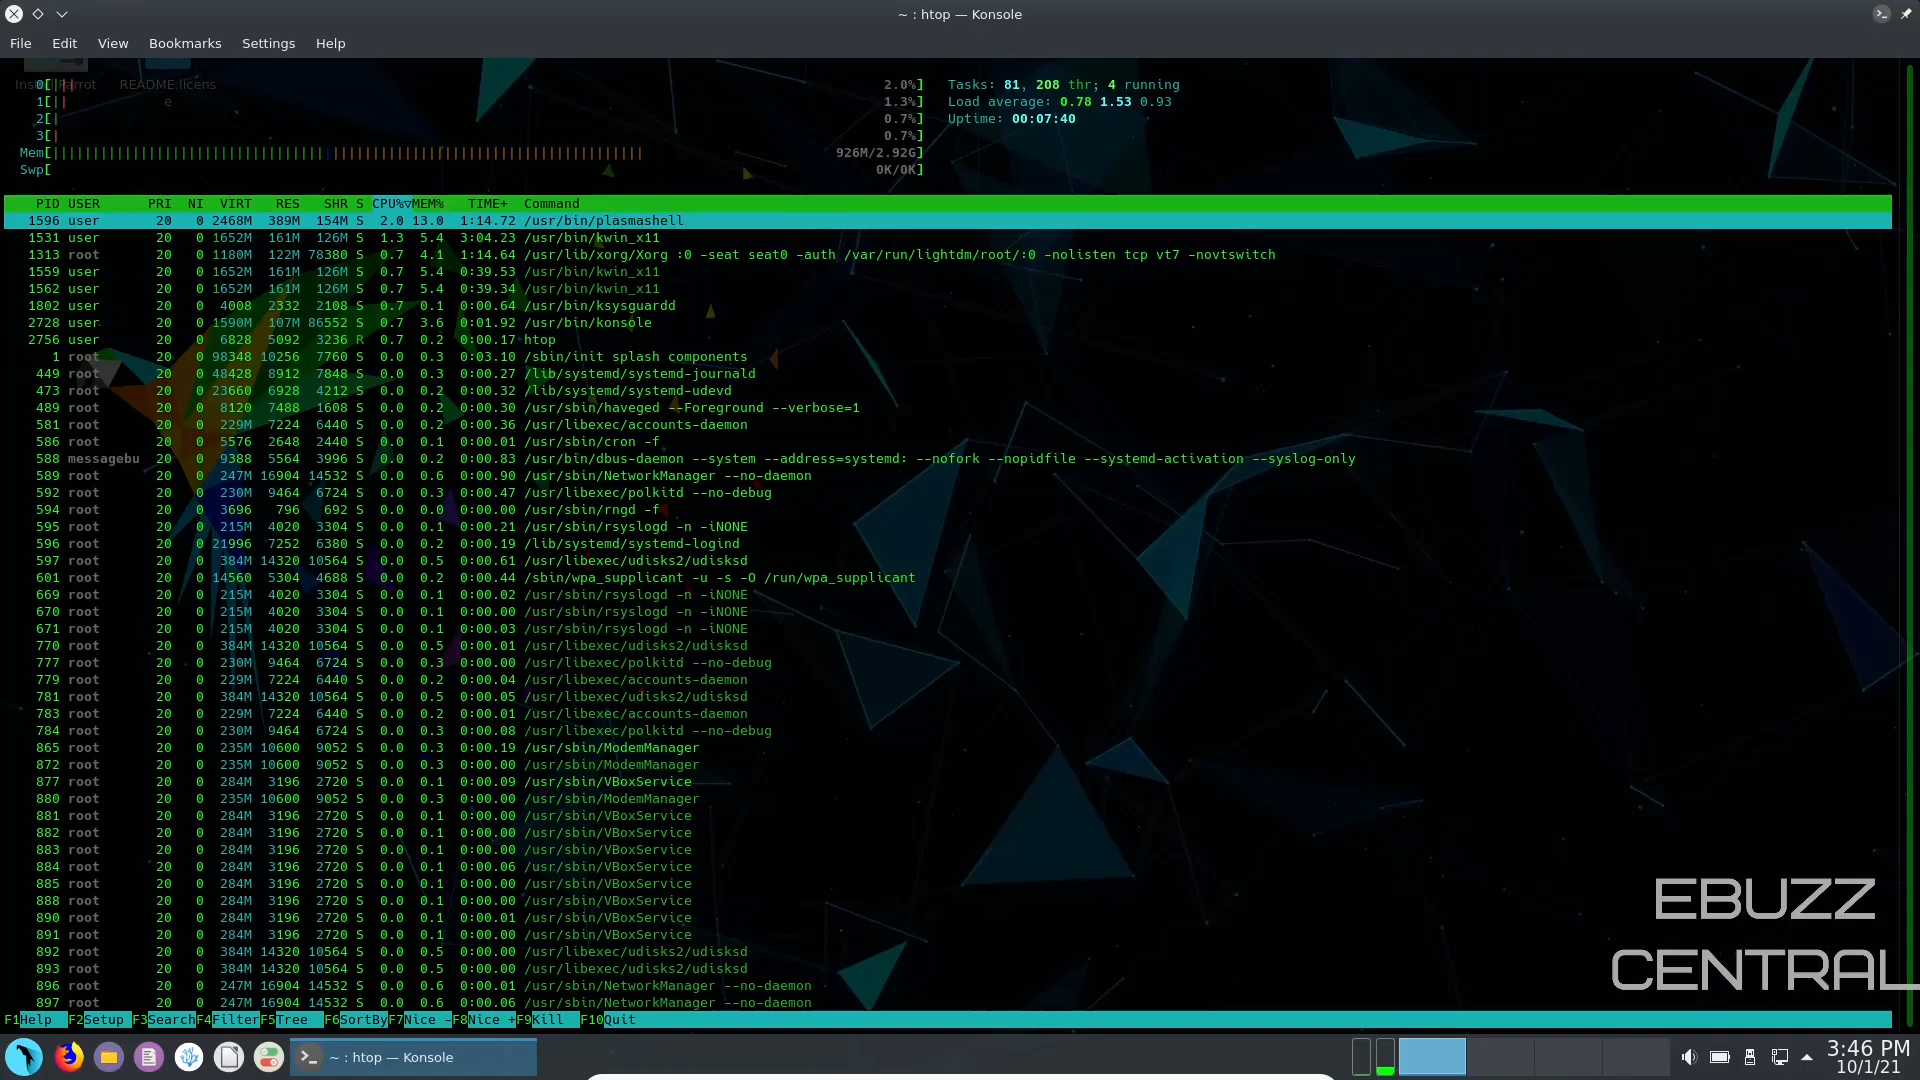 ~ : htop — Konsole
File Edit View Bookmarks Settings Help
Install Parrot README.licens
e
0[||| 2.0%] Tasks: 81, 208 thr; 4 running
1[|| 1.3%] Load average: 0.78 1.53 0.93
2[| 0.7%] Uptime: 00:07:40
3[| 0.7%]
Mem[ 926M/2.92G]
Swp[ 0K/0K]
PID USER PRI NI VIRT RES SHR S CPU%▽MEM% TIME+ Command
1596 user 20 0 2468M 389M 154M S 2.0 13.0 1:14.72 /usr/bin/plasmashell
1531 user 20 0 1652M 161M 126M S 1.3 5.4 3:04.23 /usr/bin/kwin_x11
1313 root 20 0 1180M 122M 78380 S 0.7 4.1 1:14.64 /usr/lib/xorg/Xorg :0 -seat seat0 -auth /var/run/lightdm/root/:0 -nolisten tcp vt7 -novtswitch
1559 user 20 0 1652M 161M 126M S 0.7 5.4 0:39.53 /usr/bin/kwin_x11
1562 user 20 0 1652M 161M 126M S 0.7 5.4 0:39.34 /usr/bin/kwin_x11
1802 user 20 0 4008 2332 2108 S 0.7 0.1 0:00.64 /usr/bin/ksysguardd
2728 user 20 0 1590M 107M 86552 S 0.7 3.6 0:01.92 /usr/bin/konsole
2756 user 20 0 6828 5092 3236 R 0.7 0.2 0:00.17 htop
1 root 20 0 98348 10256 7760 S 0.0 0.3 0:03.10 /sbin/init splash components
449 root 20 0 48428 8912 7848 S 0.0 0.3 0:00.27 /lib/systemd/systemd-journald
473 root 20 0 23660 6928 4212 S 0.0 0.2 0:00.32 /lib/systemd/systemd-udevd
489 root 20 0 8120 7488 1608 S 0.0 0.2 0:00.30 /usr/sbin/haveged --Foreground --verbose=1
581 root 20 0 229M 7224 6440 S 0.0 0.2 0:00.36 /usr/libexec/accounts-daemon
586 root 20 0 5576 2648 2440 S 0.0 0.1 0:00.01 /usr/sbin/cron -f
588 messagebu 20 0 9388 5564 3996 S 0.0 0.2 0:00.83 /usr/bin/dbus-daemon --system --address=systemd: --nofork --nopidfile --systemd-activation --syslog-only
589 root 20 0 247M 16904 14532 S 0.0 0.6 0:00.90 /usr/sbin/NetworkManager --no-daemon
592 root 20 0 230M 9464 6724 S 0.0 0.3 0:00.47 /usr/libexec/polkitd --no-debug
594 root 20 0 3696 796 692 S 0.0 0.0 0:00.00 /usr/sbin/rngd -f
595 root 20 0 215M 4020 3304 S 0.0 0.1 0:00.21 /usr/sbin/rsyslogd -n -iNONE
596 root 20 0 21996 7252 6380 S 0.0 0.2 0:00.19 /lib/systemd/systemd-logind
597 root 20 0 384M 14320 10564 S 0.0 0.5 0:00.61 /usr/libexec/udisks2/udisksd
601 root 20 0 14560 5304 4688 S 0.0 0.2 0:00.44 /sbin/wpa_supplicant -u -s -O /run/wpa_supplicant
669 root 20 0 215M 4020 3304 S 0.0 0.1 0:00.02 /usr/sbin/rsyslogd -n -iNONE
670 root 20 0 215M 4020 3304 S 0.0 0.1 0:00.00 /usr/sbin/rsyslogd -n -iNONE
671 root 20 0 215M 4020 3304 S 0.0 0.1 0:00.03 /usr/sbin/rsyslogd -n -iNONE
770 root 20 0 384M 14320 10564 S 0.0 0.5 0:00.01 /usr/libexec/udisks2/udisksd
777 root 20 0 230M 9464 6724 S 0.0 0.3 0:00.00 /usr/libexec/polkitd --no-debug
779 root 20 0 229M 7224 6440 S 0.0 0.2 0:00.04 /usr/libexec/accounts-daemon
781 root 20 0 384M 14320 10564 S 0.0 0.5 0:00.05 /usr/libexec/udisks2/udisksd
783 root 20 0 229M 7224 6440 S 0.0 0.2 0:00.01 /usr/libexec/accounts-daemon
784 root 20 0 230M 9464 6724 S 0.0 0.3 0:00.08 /usr/libexec/polkitd --no-debug
865 root 20 0 235M 10600 9052 S 0.0 0.3 0:00.19 /usr/sbin/ModemManager
872 root 20 0 235M 10600 9052 S 0.0 0.3 0:00.00 /usr/sbin/ModemManager
877 root 20 0 284M 3196 2720 S 0.0 0.1 0:00.09 /usr/sbin/VBoxService
880 root 20 0 235M 10600 9052 S 0.0 0.3 0:00.00 /usr/sbin/ModemManager
881 root 20 0 284M 3196 2720 S 0.0 0.1 0:00.00 /usr/sbin/VBoxService
882 root 20 0 284M 3196 2720 S 0.0 0.1 0:00.00 /usr/sbin/VBoxService
883 root 20 0 284M 3196 2720 S 0.0 0.1 0:00.00 /usr/sbin/VBoxService
884 root 20 0 284M 3196 2720 S 0.0 0.1 0:00.06 /usr/sbin/VBoxService
885 root 20 0 284M 3196 2720 S 0.0 0.1 0:00.00 /usr/sbin/VBoxService
888 root 20 0 284M 3196 2720 S 0.0 0.1 0:00.00 /usr/sbin/VBoxService
890 root 20 0 284M 3196 2720 S 0.0 0.1 0:00.01 /usr/sbin/VBoxService
891 root 20 0 284M 3196 2720 S 0.0 0.1 0:00.00 /usr/sbin/VBoxService
892 root 20 0 384M 14320 10564 S 0.0 0.5 0:00.00 /usr/libexec/udisks2/udisksd
893 root 20 0 384M 14320 10564 S 0.0 0.5 0:00.00 /usr/libexec/udisks2/udisksd
896 root 20 0 247M 16904 14532 S 0.0 0.6 0:00.01 /usr/sbin/NetworkManager --no-daemon
897 root 20 0 247M 16904 14532 S 0.0 0.6 0:00.06 /usr/sbin/NetworkManager --no-daemon
F1Help F2Setup F3SearchF4FilterF5Tree F6SortByF7Nice -F8Nice +F9Kill F10Quit
EBUZZ
CENTRAL
~ : htop — Konsole
3:46 PM
10/1/21